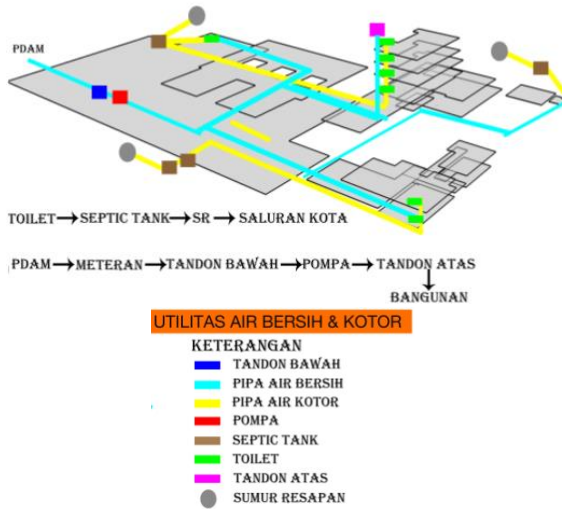 PDAM
TOILET→SEPTIC TANK→SR→SALURAN KOTA
PDAM→METERAN→TANDON BAWAH→POMPA→TANDON ATAS
BANGUNAN
UTILITAS AIR BERSIH & KOTOR
KETERANGAN
TANDON BAWAH
PIPA AIR BERSIH
PIPA AIR KOTOR
POMPA
SEPTIC TANK
TOILET
TANDON ATAS
SUMUR RESAPAN